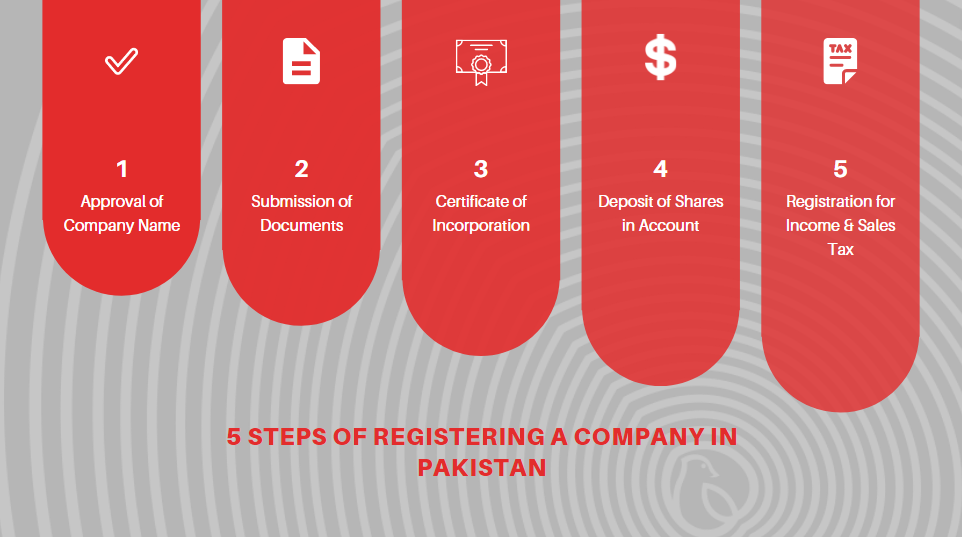 1
Approval of
Company Name
2
Submission of
Documents
3
Certificate of
Incorporation
4
Deposit of Shares
in Account
TAX
5
Registration for
Income & Sales
Tax
5 STEPS OF REGISTERING A COMPANY IN
PAKISTAN